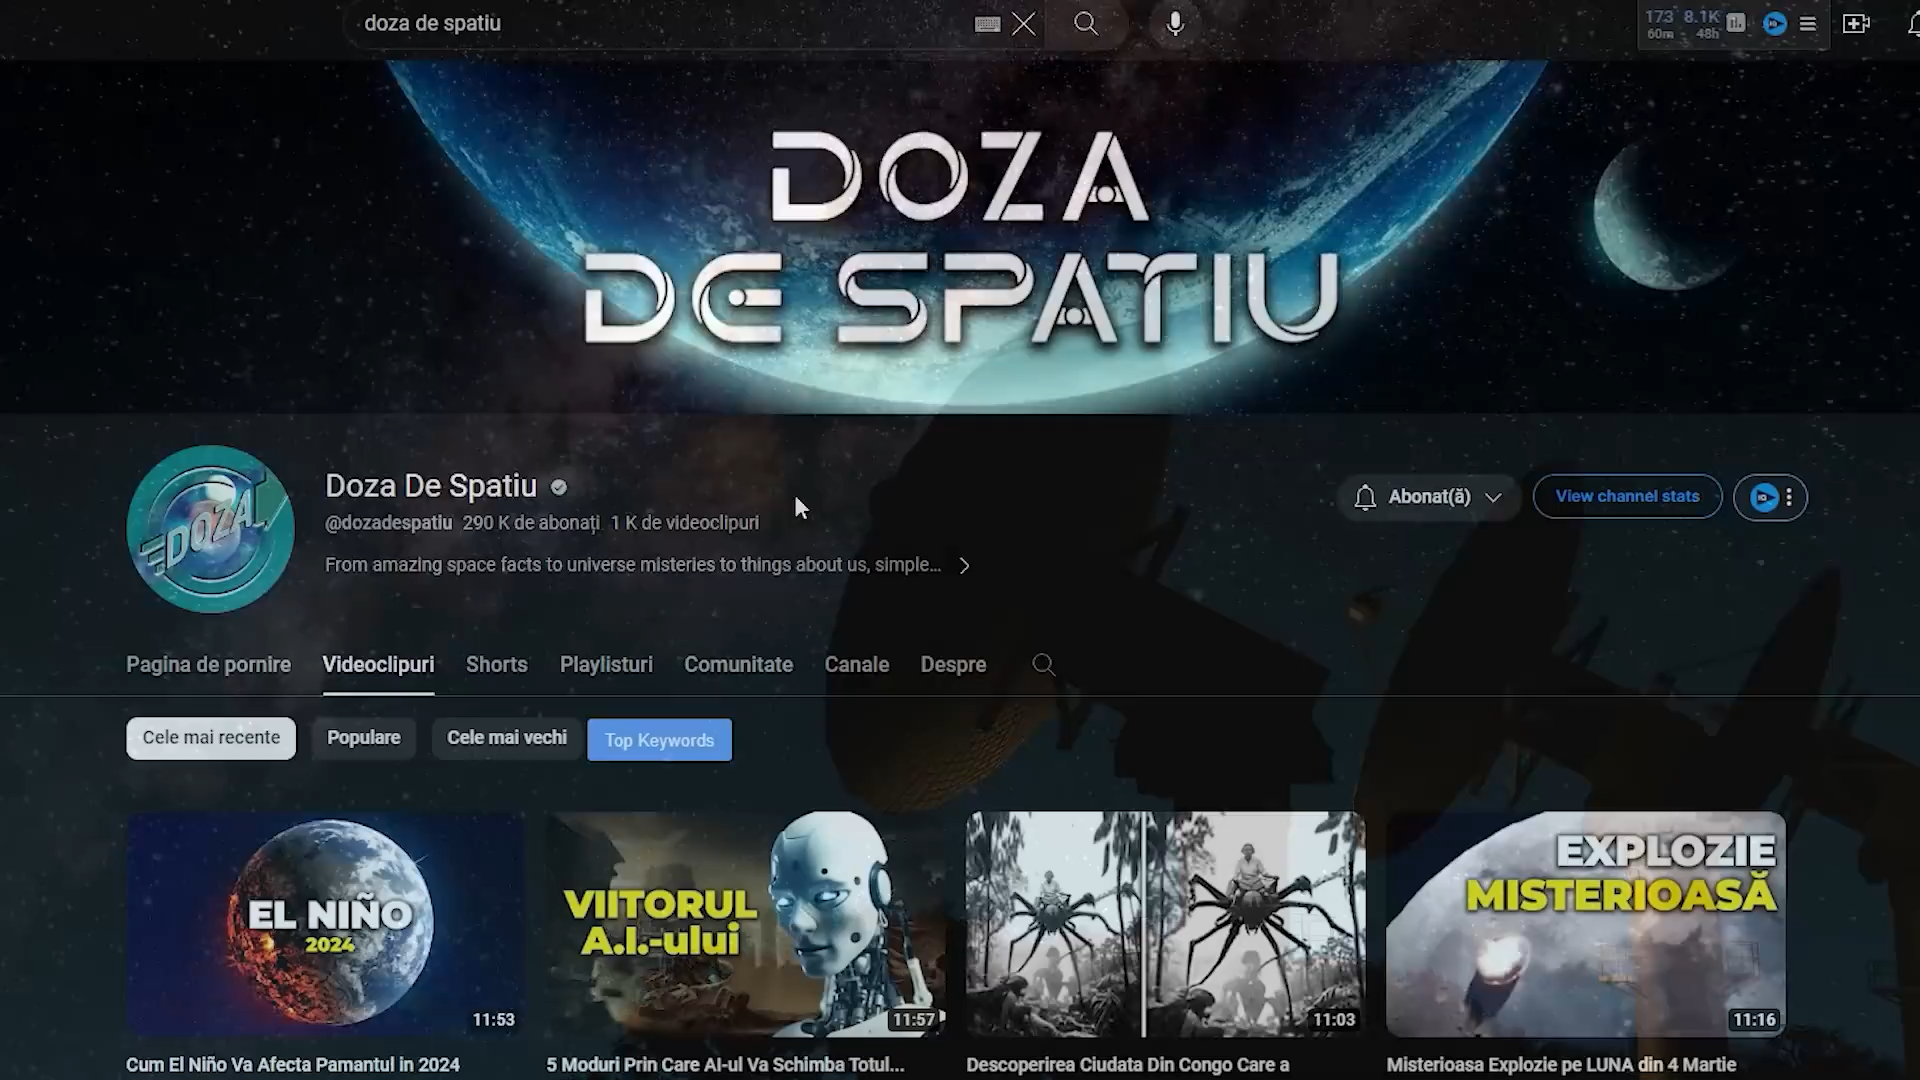 doza de spatiu
173 8.1K
60m 48h
DOZA
DE SPATIU
DOZA
Doza De Spatiu
@dozadespatiu 290 K de abonați 1 K de videoclipuri
From amazing space facts to universe misteries to things about us, simple...
Abonat(ă)
View channel stats
Pagina de pornire Videoclipuri Shorts Playlisturi Comunitate Canale Despre
Cele mai recente Populare Cele mai vechi Top Keywords
EL NIÑO
2024
11:53
VIITORUL
A.I.-ului
11:57
11:03
EXPLOZIE
MISTERIOASĂ
11:16
Cum El Niño Va Afecta Pamantul in 2024
5 Moduri Prin Care AI-ul Va Schimba Totul...
Descoperirea Ciudata Din Congo Care a
Misterioasa Explozie pe LUNA din 4 Martie